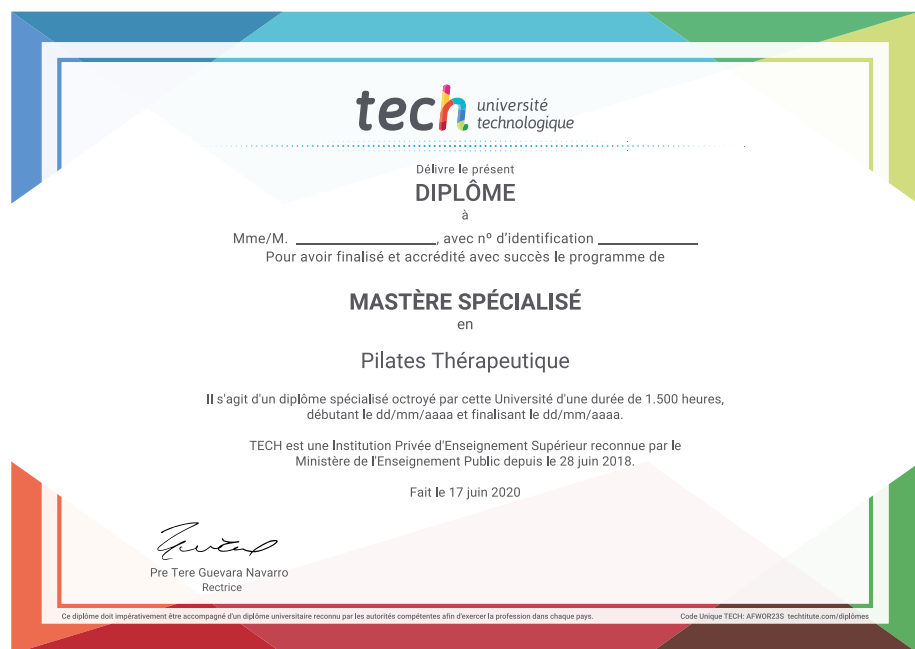 tech université
technologique
Délivre le présent
DIPLÔME
à
Mme/M. ____________________, avec nº d'identification ______________
Pour avoir finalisé et accrédité avec succès le programme de
MASTÈRE SPÉCIALISÉ
en
Pilates Thérapeutique
Il s'agit d'un diplôme spécialisé octroyé par cette Université d'une durée de 1.500 heures,
débutant le dd/mm/aaaa et finalisant le dd/mm/aaaa.
TECH est une Institution Privée d'Enseignement Supérieur reconnue par le
Ministère de l'Enseignement Public depuis le 28 juin 2018.
Fait le 17 juin 2020
Pre Tere Guevara Navarro
Rectrice
Ce diplôme doit impérativement être accompagné d'un diplôme universitaire reconnu par les autorités compétentes afin d'exercer la profession dans chaque pays.
Code Unique TECH: AFWOR23S techtitute.com/diplômes